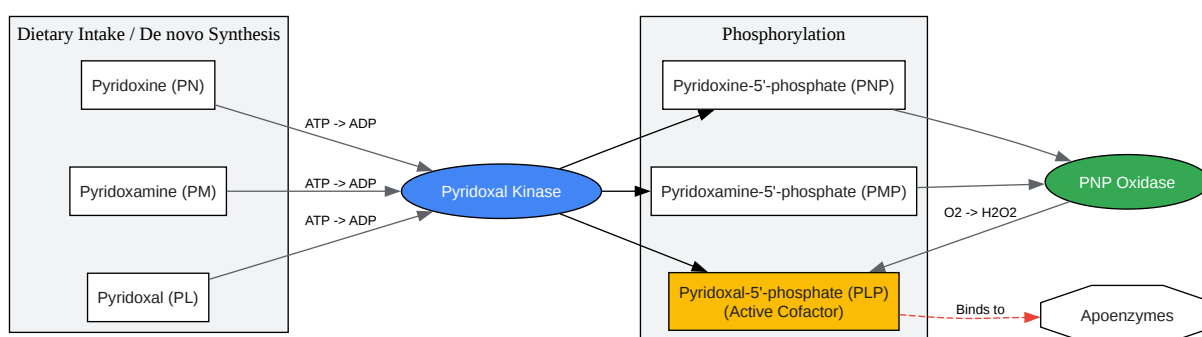 Dietary Intake / De novo Synthesis
Pyridoxine (PN)
Pyridoxamine (PM)
Pyridoxal (PL)
ATP -> ADP
ATP -> ADP
ATP -> ADP
Pyridoxal Kinase
Phosphorylation
Pyridoxine-5'-phosphate (PNP)
Pyridoxamine-5'-phosphate (PMP)
Pyridoxal-5'-phosphate (PLP)
(Active Cofactor)
PNP Oxidase
O2 -> H2O2
Binds to
Apoenzymes